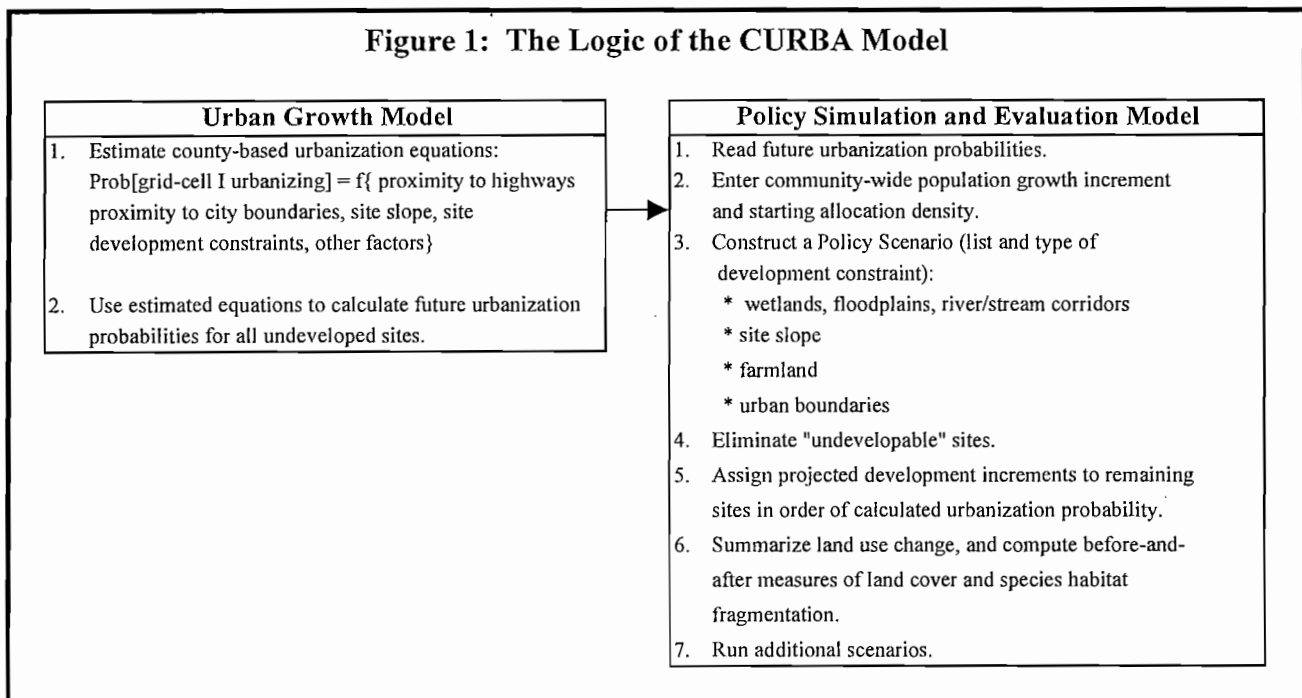 Figure 1: The Logic of the CURBA Model
Urban Growth Model
1. Estimate county-based urbanization equations:
Prob[grid-cell I urbanizing] = f{ proximity to highways
proximity to city boundaries, site slope, site
development constraints, other factors}
2. Use estimated equations to calculate future urbanization
probabilities for all undeveloped sites.
Policy Simulation and Evaluation Model
1. Read future urbanization probabilities.
2. Enter community-wide population growth increment
and starting allocation density.
3. Construct a Policy Scenario (list and type of
development constraint):
* wetlands, floodplains, river/stream corridors
* site slope
* farmland
* urban boundaries
4. Eliminate "undevelopable" sites.
5. Assign projected development increments to remaining
sites in order of calculated urbanization probability.
6. Summarize land use change, and compute before-and-
after measures of land cover and species habitat
fragmentation.
7. Run additional scenarios.